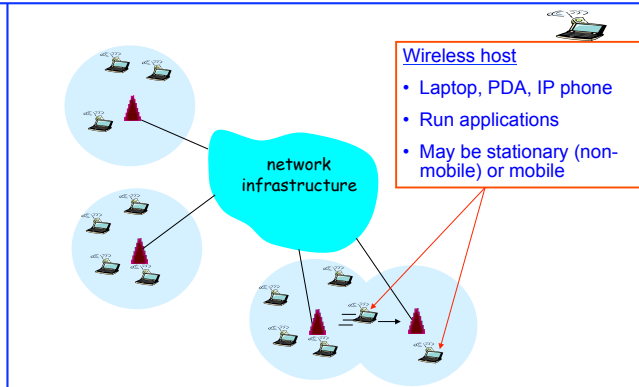 Wireless host
• Laptop, PDA, IP phone
• Run applications
• May be stationary (non-
mobile) or mobile
network
infrastructure